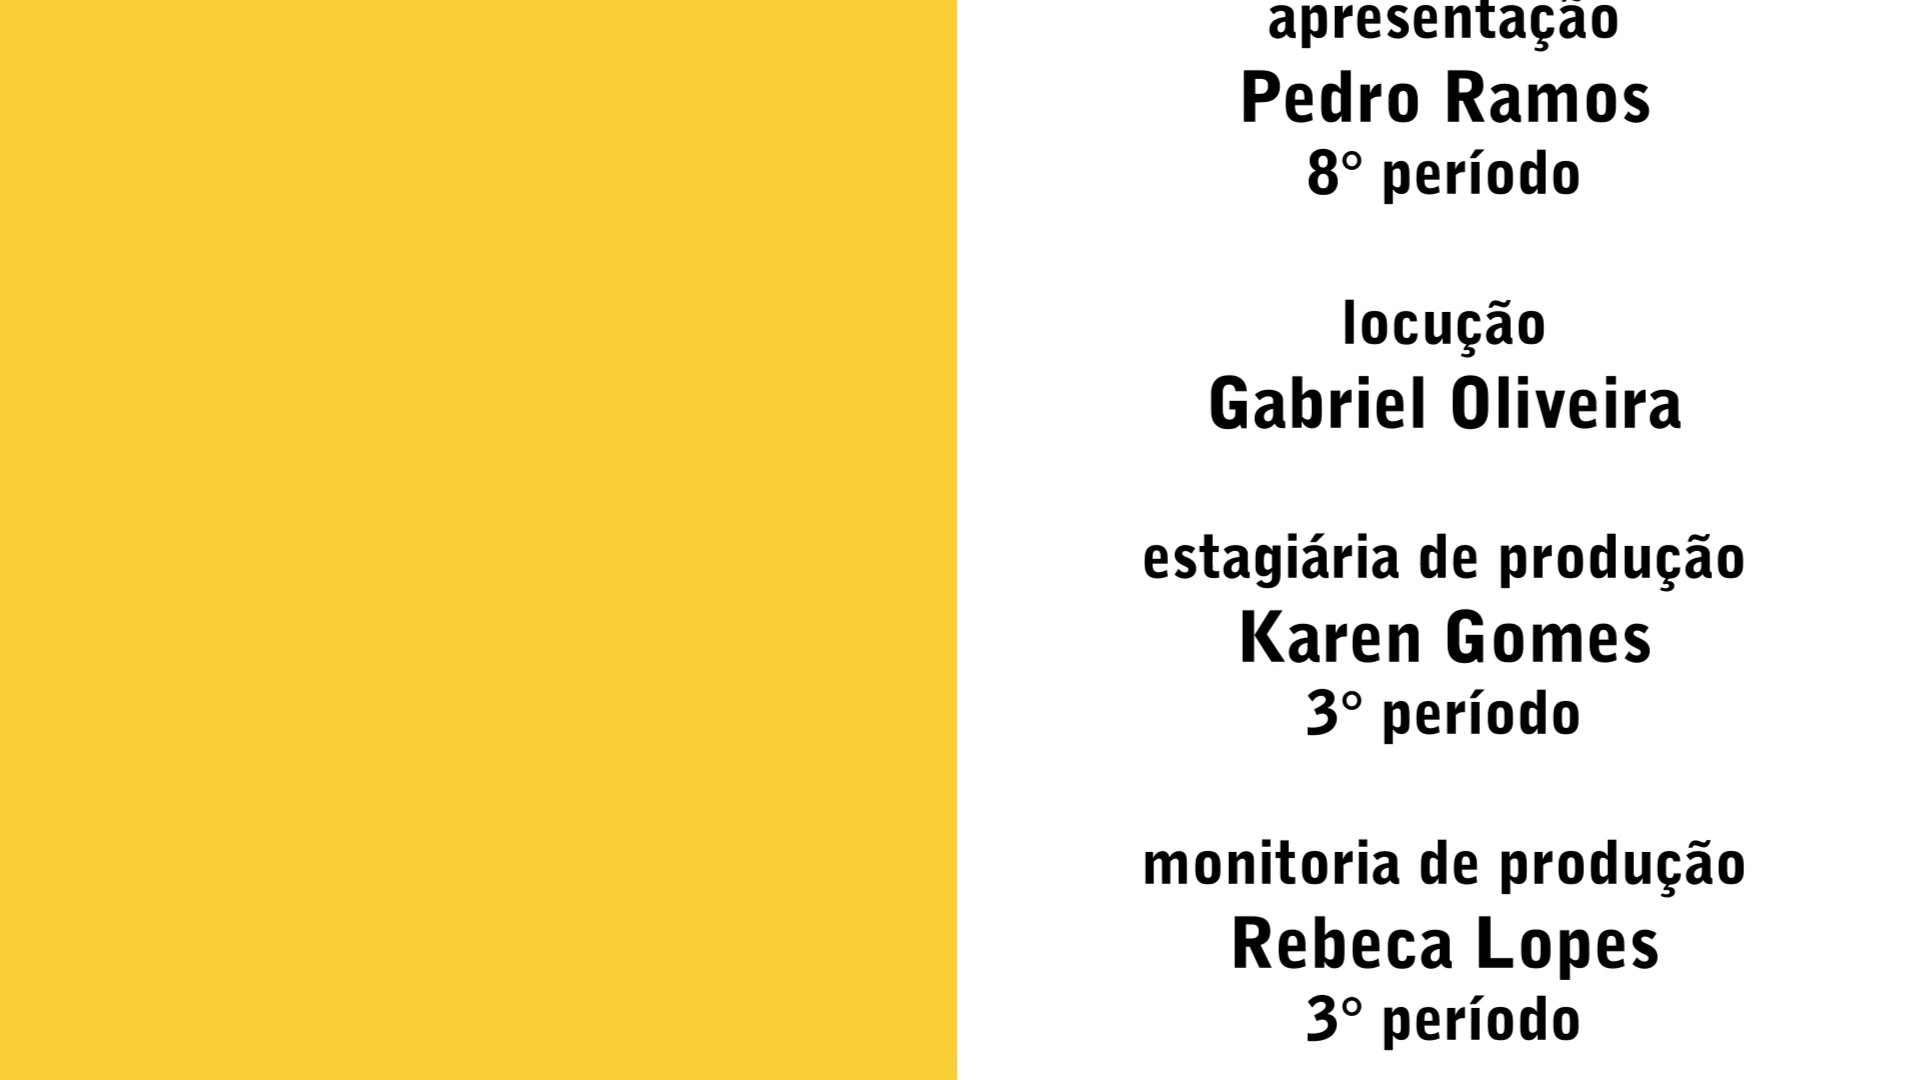 apresentação
Pedro Ramos
8° período
locução
Gabriel Oliveira
estagiária de produção
Karen Gomes
3° período
monitoria de produção
Rebeca Lopes
3° período